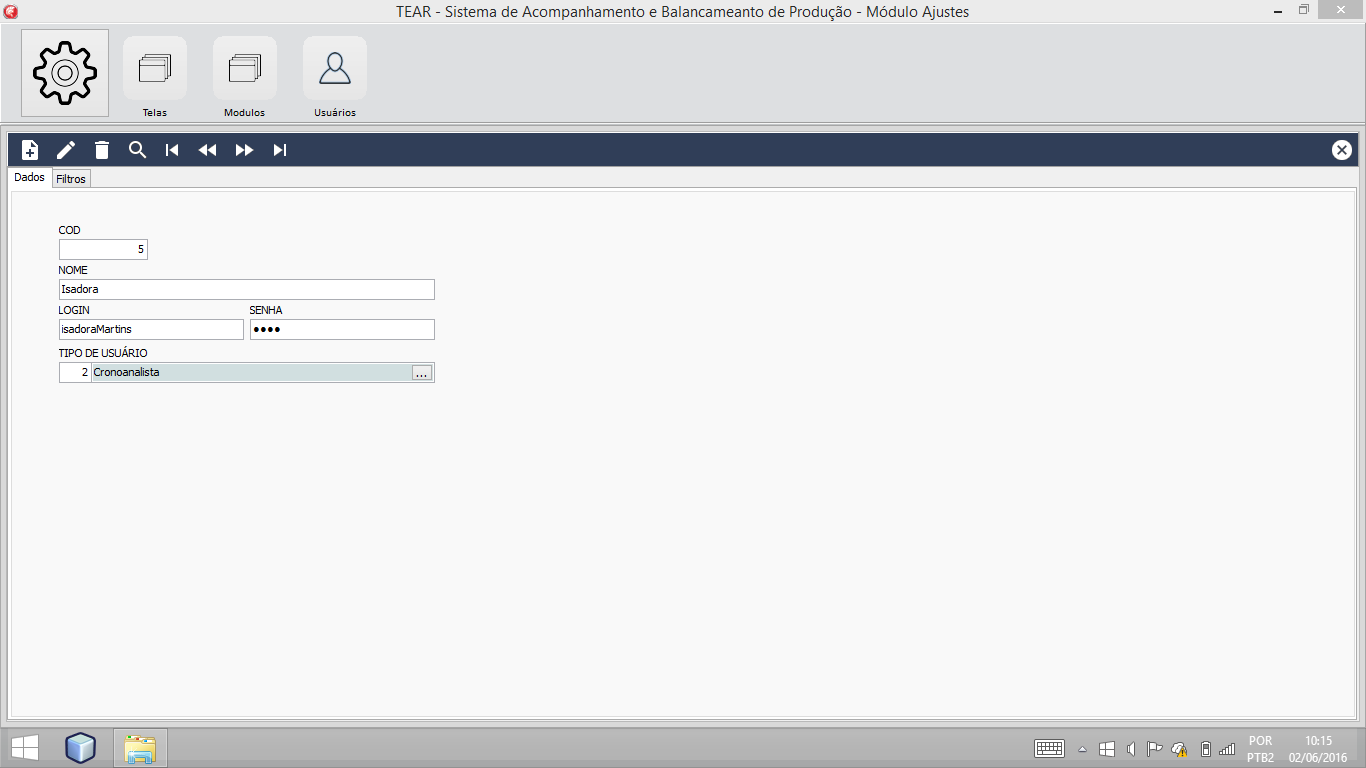 TEAR - Sistema de Acompanhamento e Balancameanto de Produção - Módulo Ajustes
Telas
Modulos
Usuários
Dados
Filtros
COD
5
NOME
Isadora
LOGIN
SENHA
isadoraMartins
••••
TIPO DE USUÁRIO
2
Cronoanalista
...
POR
10:15
PTB2
02/06/2016